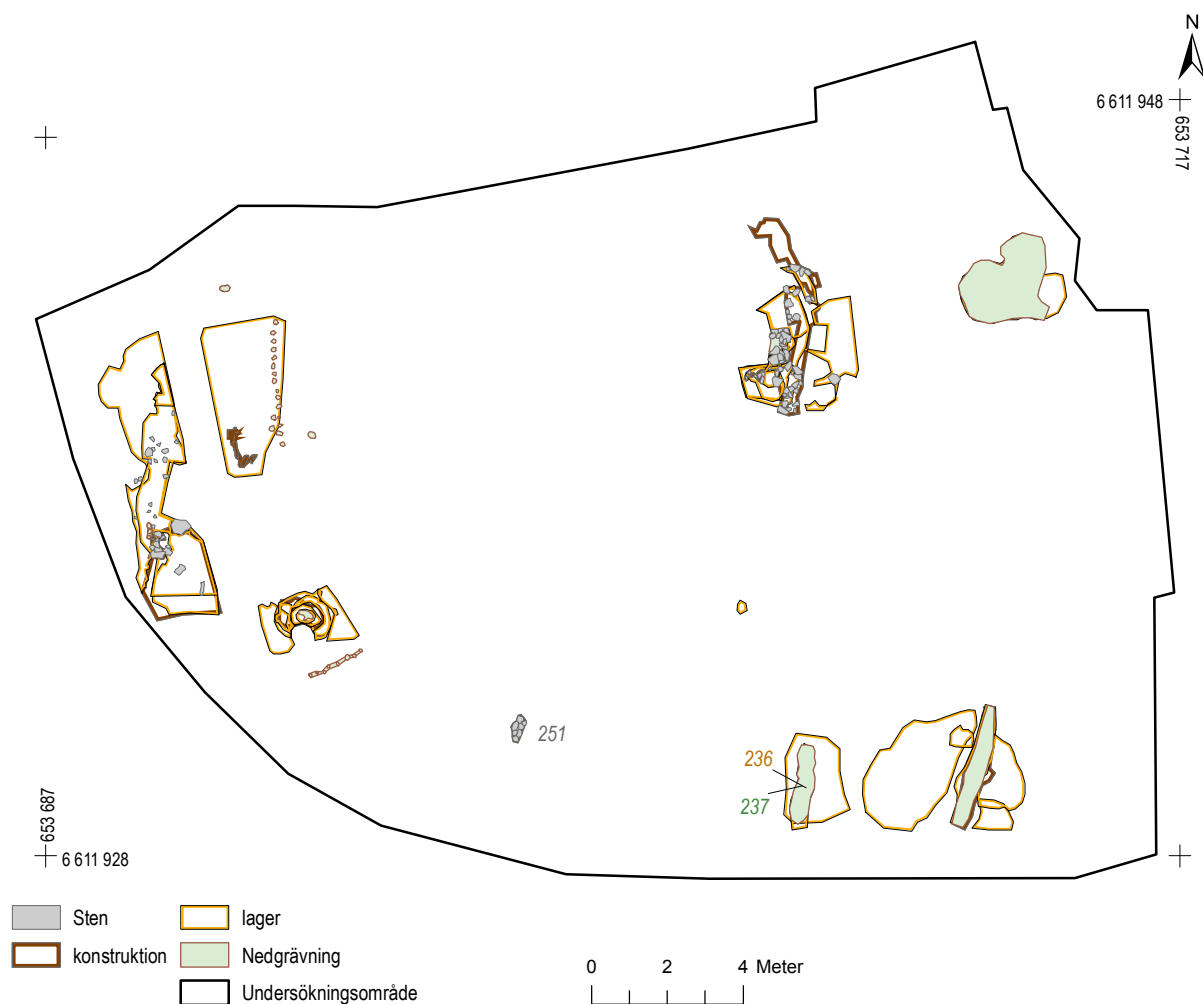 N
6 611 948
653 717
251
236
237
653 687
6 611 928
Sten
lager
konstruktion
Nedgrävning
Undersökningsområde
0 2 4 Meter